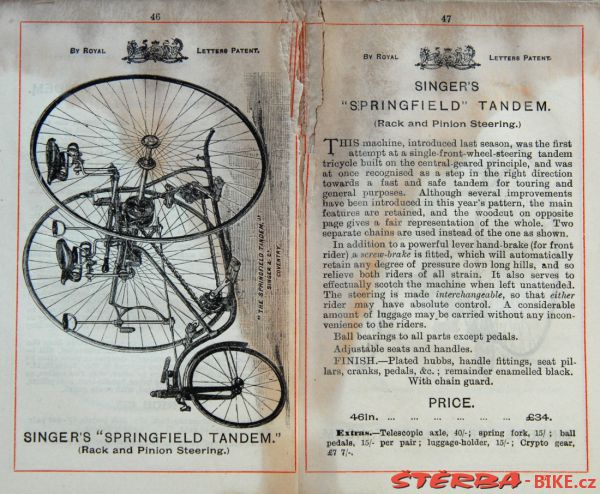 46
BY ROYAL LETTERS PATENT.
"THE SPRINGFIELD TANDEM."
SINGER & Co.
COVENTRY.
SINGER'S "SPRINGFIELD TANDEM."
(Rack and Pinion Steering.)
47
BY ROYAL LETTERS PATENT.
SINGER'S
"SPRINGFIELD" TANDEM.
(Rack and Pinion Steering.)
THIS machine, introduced last season, was the first
attempt at a single-front-wheel-steering tandem
tricycle built on the central-geared principle, and was
at once recognised as a step in the right direction
towards a fast and safe tandem for touring and
general purposes. Although several improvements
have been introduced in this year's pattern, the main
features are retained, and the woodcut on opposite
page gives a fair representation of the whole. Two
separate chains are used instead of the one as shown.
In addition to a powerful lever hand-brake (for front
rider) a screw-brake is fitted, which will automatically
retain any degree of pressure down long hills, and so
relieve both riders of all strain. It also serves to
effectually scotch the machine when left unattended.
The steering is made interchangeable, so that either
rider may have absolute control. A considerable
amount of luggage may be carried without any incon-
venience to the riders.
Ball bearings to all parts except pedals.
Adjustable seats and handles.
FINISH.—Plated hubbs, handle fittings, seat pil-
lars, cranks, pedals, &c.; remainder enamelled black.
With chain guard.
PRICE.
46in. ... ... ... ... ... £34.
Extras.—Telescopic axle, 40/-; spring fork, 15/; ball
pedals, 15/- per pair; luggage-holder, 15/-; Crypto gear,
£7 7/-.
ŠTĚRBA-BIKE.cz